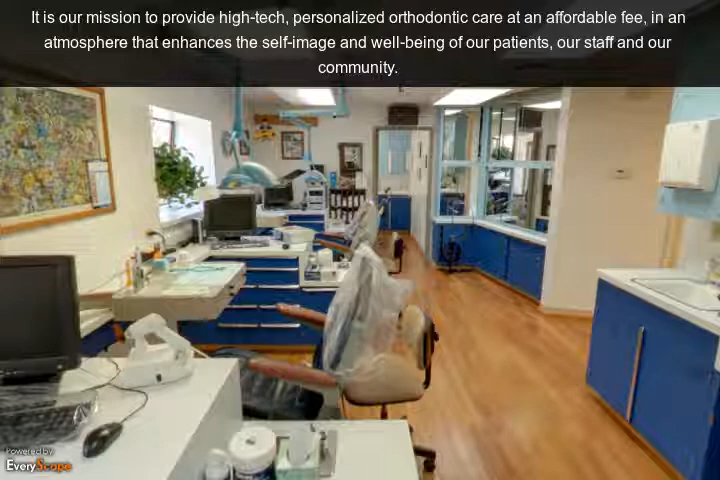 It is our mission to provide high-tech, personalized orthodontic care at an affordable fee, in an
atmosphere that enhances the self-image and well-being of our patients, our staff and our
community.
Powered by
EveryScape